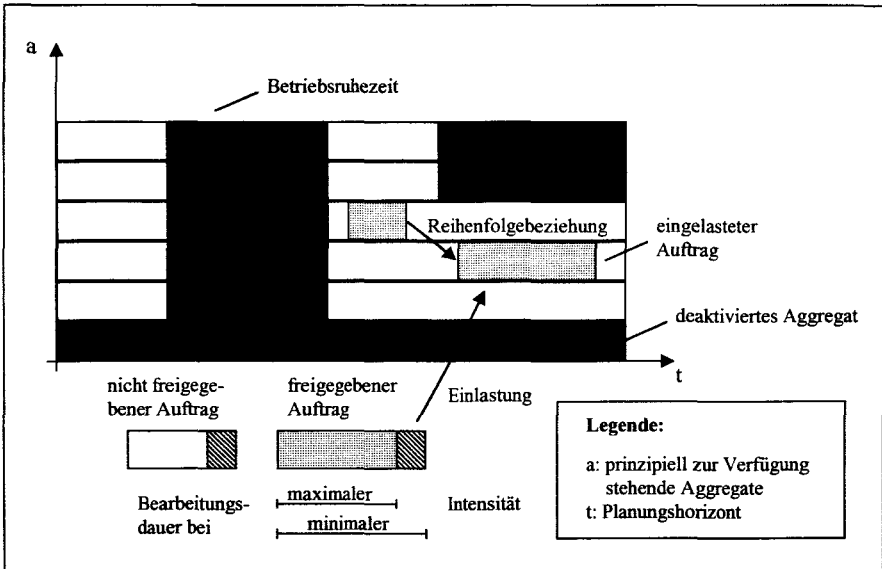 a
Betriebsruhezeit
Reihenfolgebeziehung
eingelasteter
Auftrag
deaktiviertes Aggregat
t
nicht freigege-
bener Auftrag
freigegebener
Auftrag
Einlastung
Bearbeitungs-
dauer bei
maximaler
minimaler
Intensität
Legende:
a: prinzipiell zur Verfügung
stehende Aggregate
t: Planungshorizont